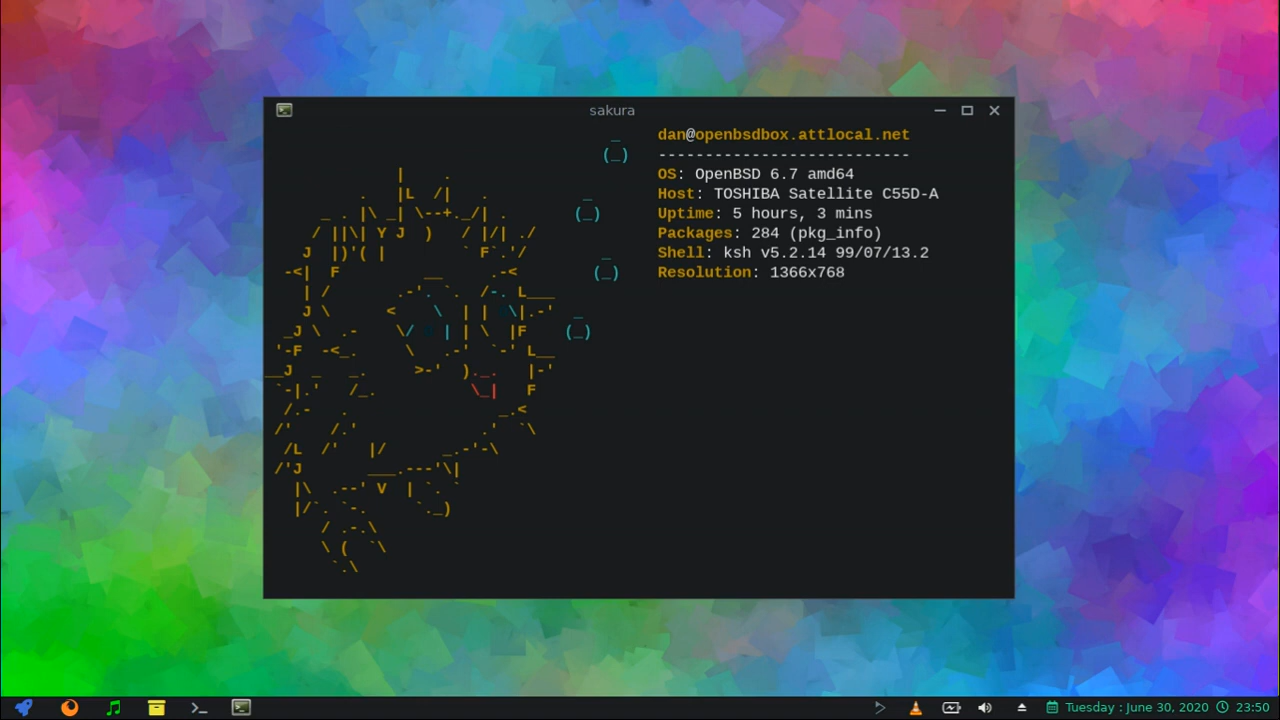 sakura
dan@openbsdbox.attlocal.net
---------------------------
OS: OpenBSD 6.7 amd64
Host: TOSHIBA Satellite C55D-A
Uptime: 5 hours, 3 mins
Packages: 284 (pkg_info)
Shell: ksh v5.2.14 99/07/13.2
Resolution: 1366x768
Tuesday : June 30, 2020 23:50